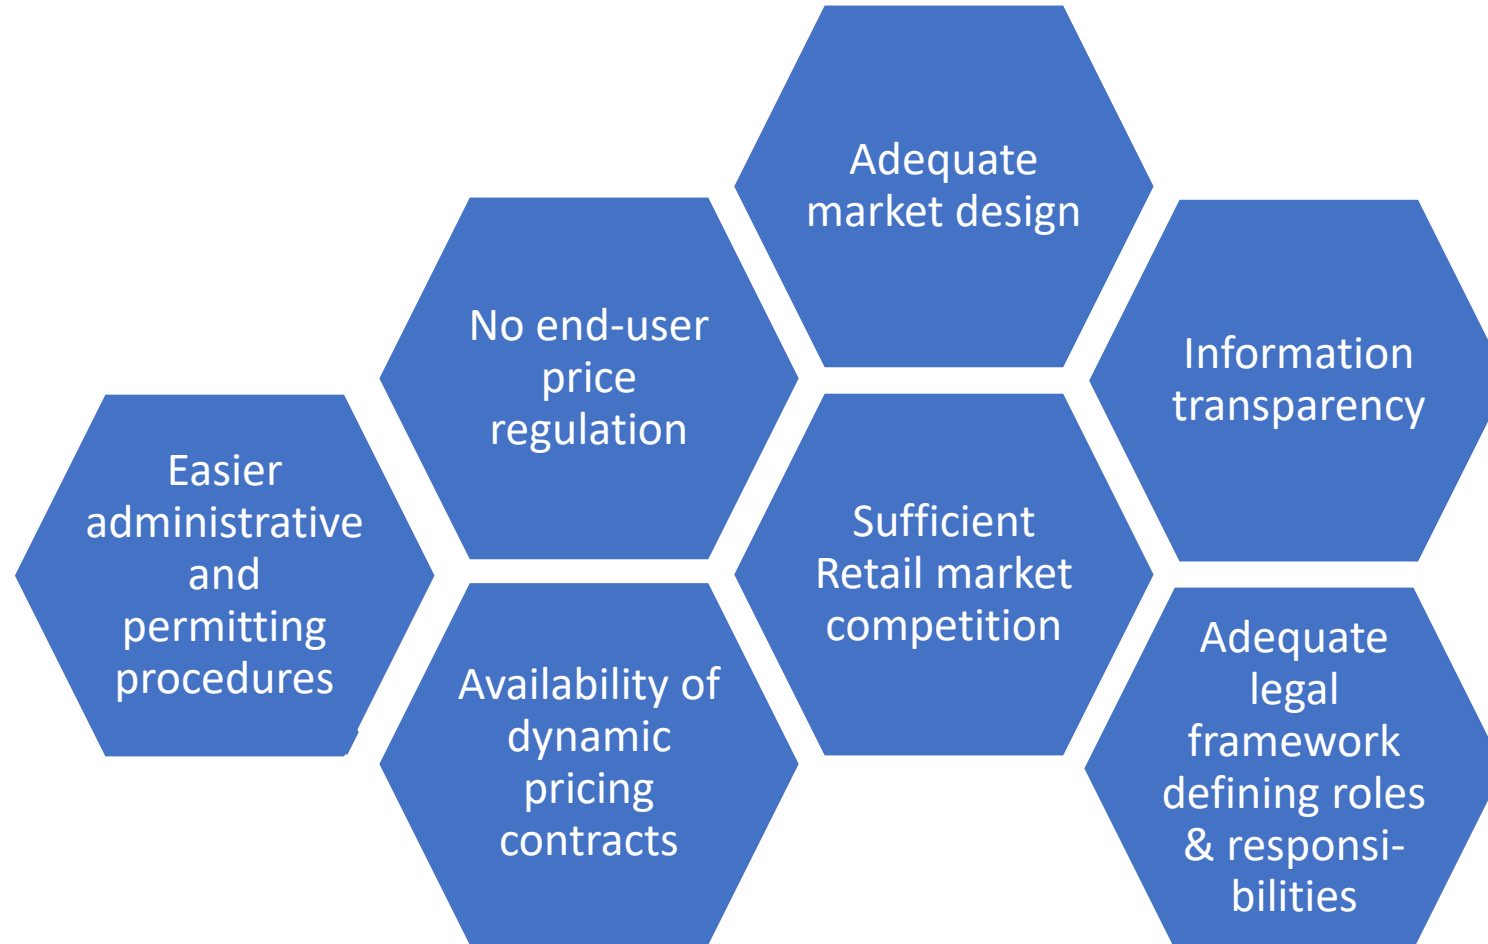 Adequate
market design
No end-user
price
regulation
Information
transparency
Easier
administrative
and
permitting
procedures
Sufficient
Retail market
competition
Availability of
dynamic
pricing
contracts
Adequate
legal
framework
defining roles
& responsi-
bilities